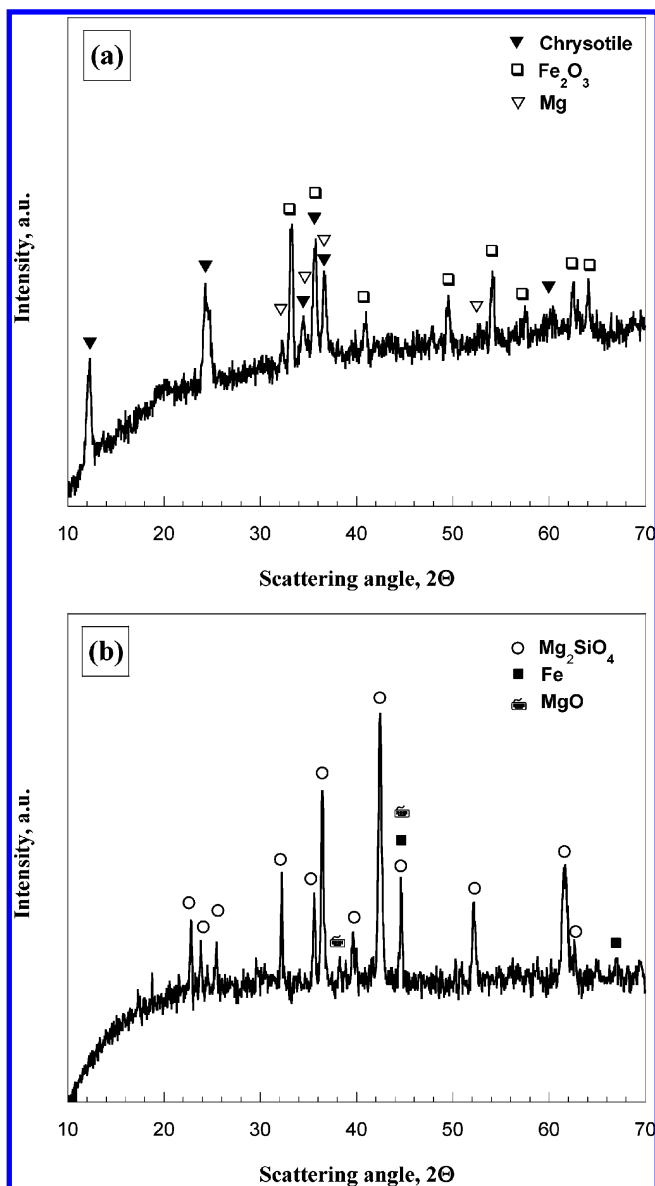 (a)
▼ Chrysotile
❑ Fe₂O₃
▽ Mg
Intensity, a.u.
10 20 30 40 50 60 70
Scattering angle, 2Θ
(b)
○ Mg₂SiO₄
■ Fe
MgO
Intensity, a.u.
10 20 30 40 50 60 70
Scattering angle, 2Θ